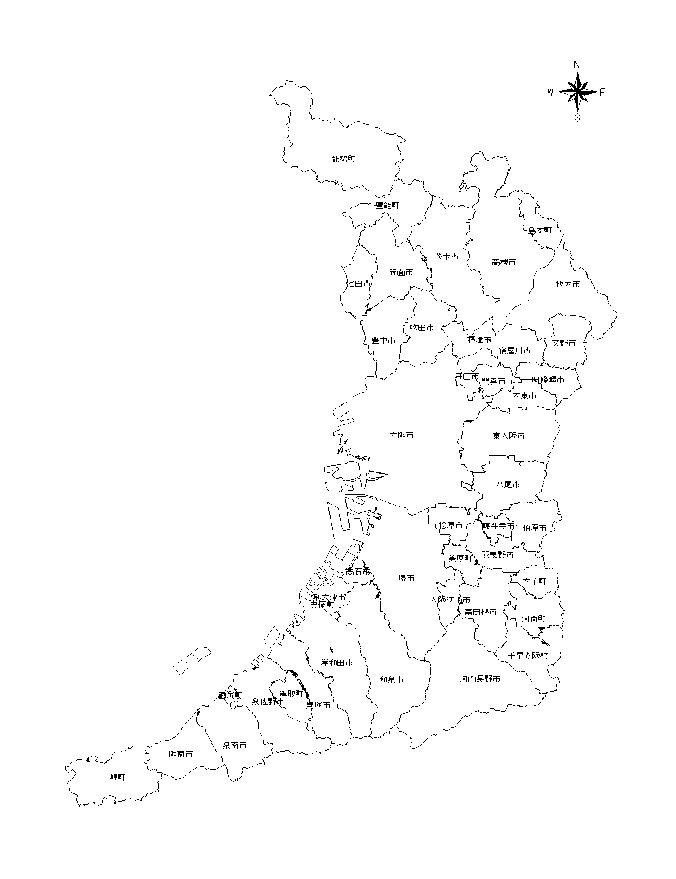 N
W
E
S
能勢町
豊能町
島本町
茨木市
高槻市
箕面市
池田市
枚方市
吹田市
豊中市
摂津市
寝屋川市
交野市
守口市
門真市
四條畷市
大東市
大阪市
東大阪市
八尾市
松原市
藤井寺市
柏原市
美原町
羽曳野市
高石市
堺市
太子町
大阪狭山市
泉大津市
忠岡町
富田林市
河南町
千早赤阪村
岸和田市
和泉市
河内長野市
田尻町
泉佐野市
熊取町
貝塚市
泉南市
阪南市
岬町